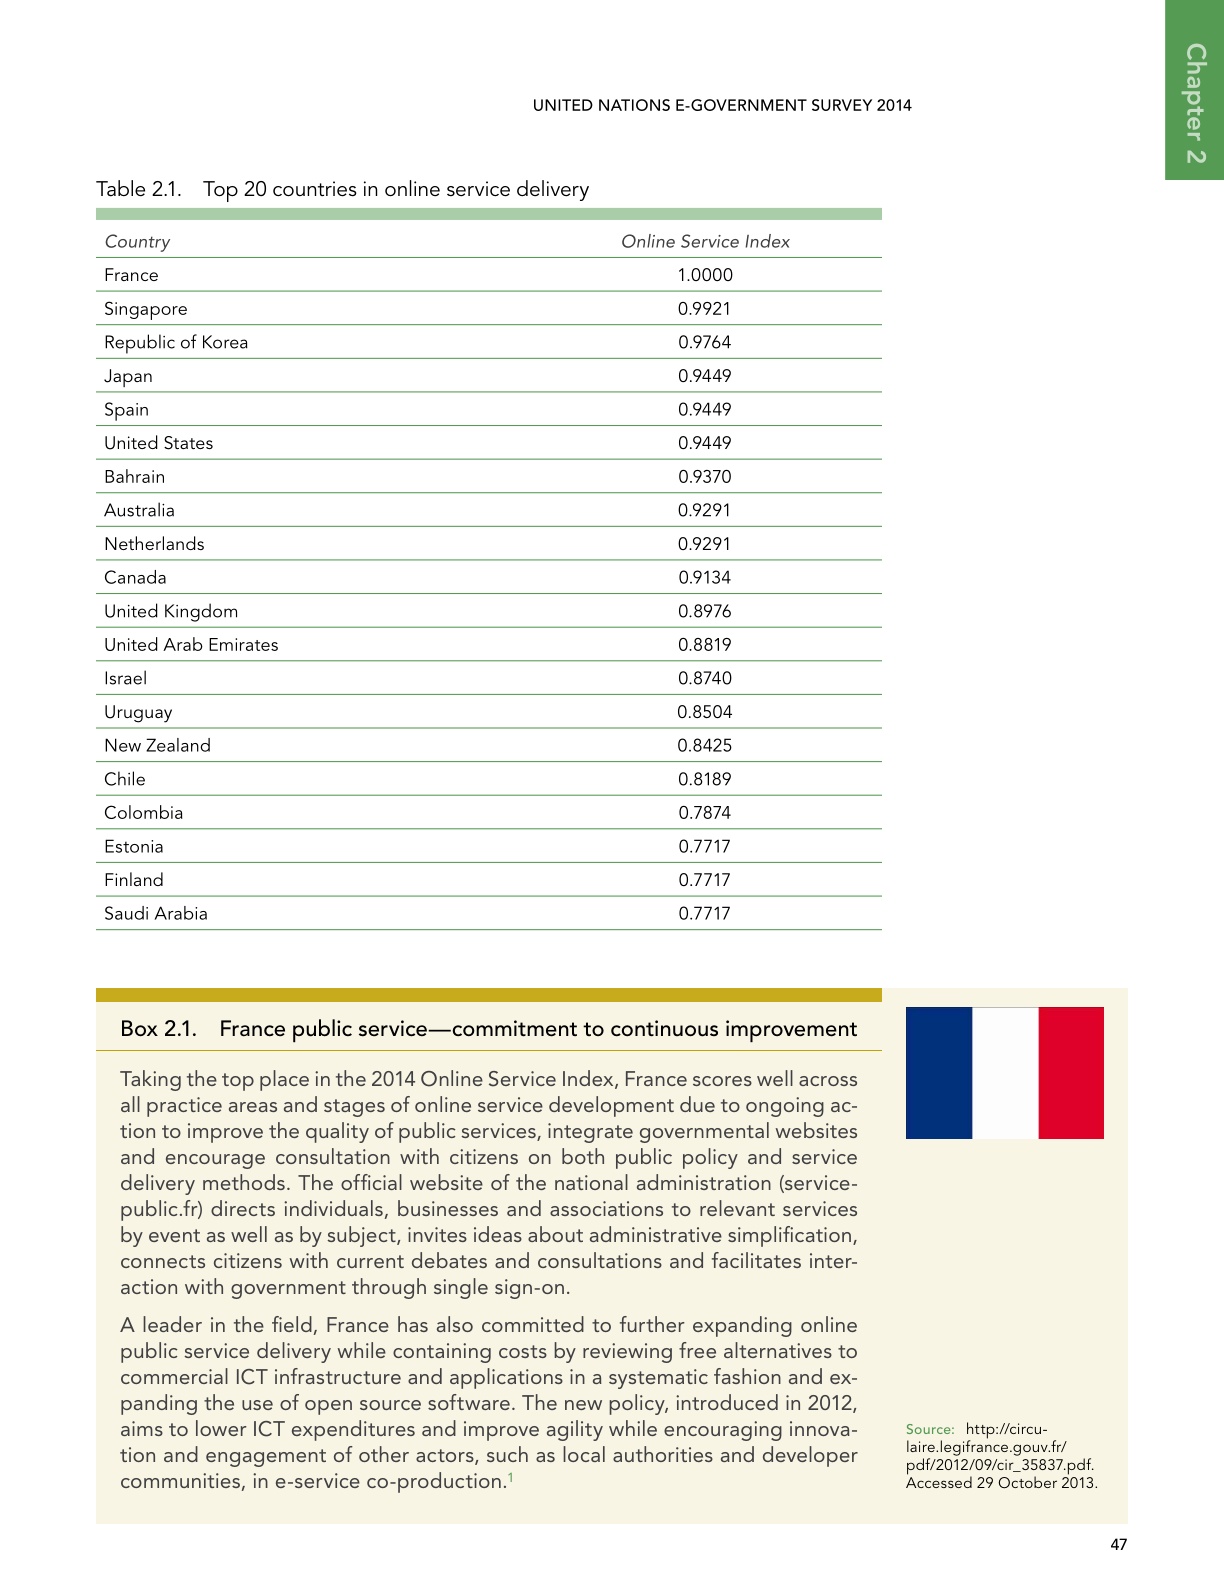 Chapter 2
UNITED NATIONS E-GOVERNMENT SURVEY 2014
Table 2.1. Top 20 countries in online service delivery
Country Online Service Index
France 1.0000
Singapore 0.9921
Republic of Korea 0.9764
Japan 0.9449
Spain 0.9449
United States 0.9449
Bahrain 0.9370
Australia 0.9291
Netherlands 0.9291
Canada 0.9134
United Kingdom 0.8976
United Arab Emirates 0.8819
Israel 0.8740
Uruguay 0.8504
New Zealand 0.8425
Chile 0.8189
Colombia 0.7874
Estonia 0.7717
Finland 0.7717
Saudi Arabia 0.7717
Box 2.1. France public service—commitment to continuous improvement
Taking the top place in the 2014 Online Service Index, France scores well across
all practice areas and stages of online service development due to ongoing ac-
tion to improve the quality of public services, integrate governmental websites
and encourage consultation with citizens on both public policy and service
delivery methods. The official website of the national administration (service-
public.fr) directs individuals, businesses and associations to relevant services
by event as well as by subject, invites ideas about administrative simplification,
connects citizens with current debates and consultations and facilitates inter-
action with government through single sign-on.
A leader in the field, France has also committed to further expanding online
public service delivery while containing costs by reviewing free alternatives to
commercial ICT infrastructure and applications in a systematic fashion and ex-
panding the use of open source software. The new policy, introduced in 2012,
aims to lower ICT expenditures and improve agility while encouraging innova-
tion and engagement of other actors, such as local authorities and developer
communities, in e-service co-production.1
Source: http://circu-
laire.legifrance.gouv.fr/
pdf/2012/09/cir_35837.pdf.
Accessed 29 October 2013.
47